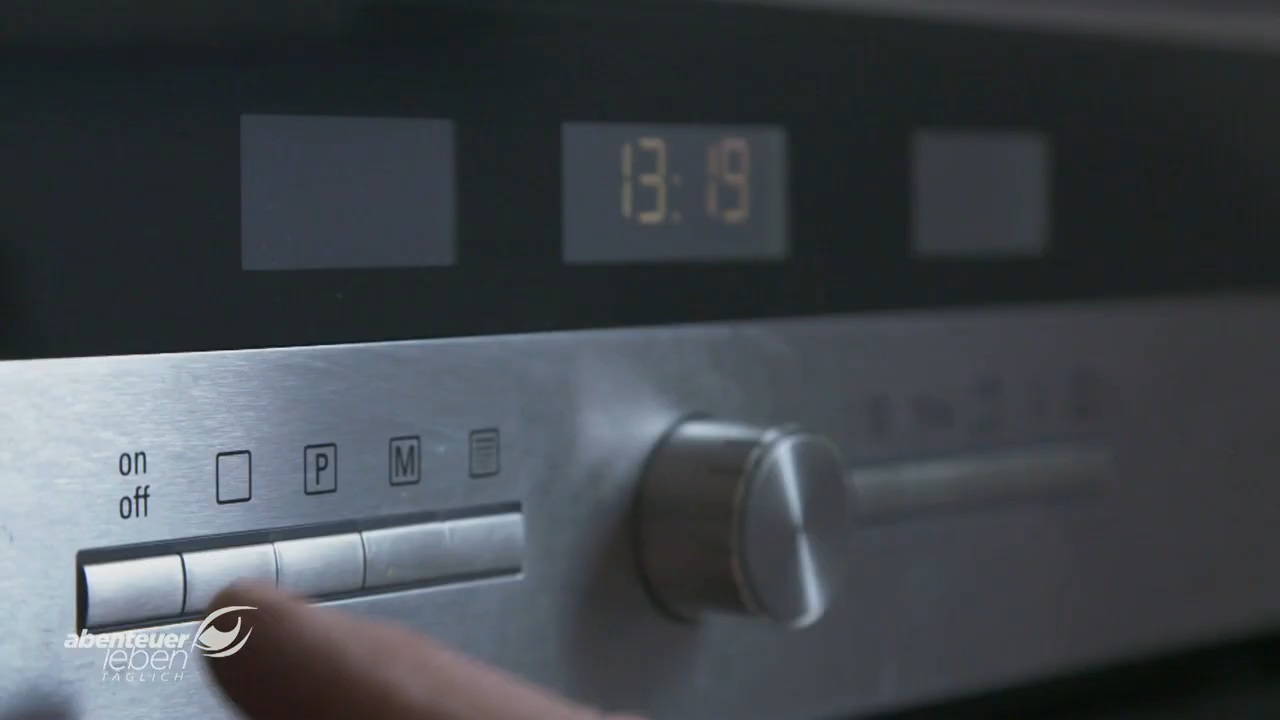 13:19
on
off
P
M
abenteuer
leben
TÄGLICH